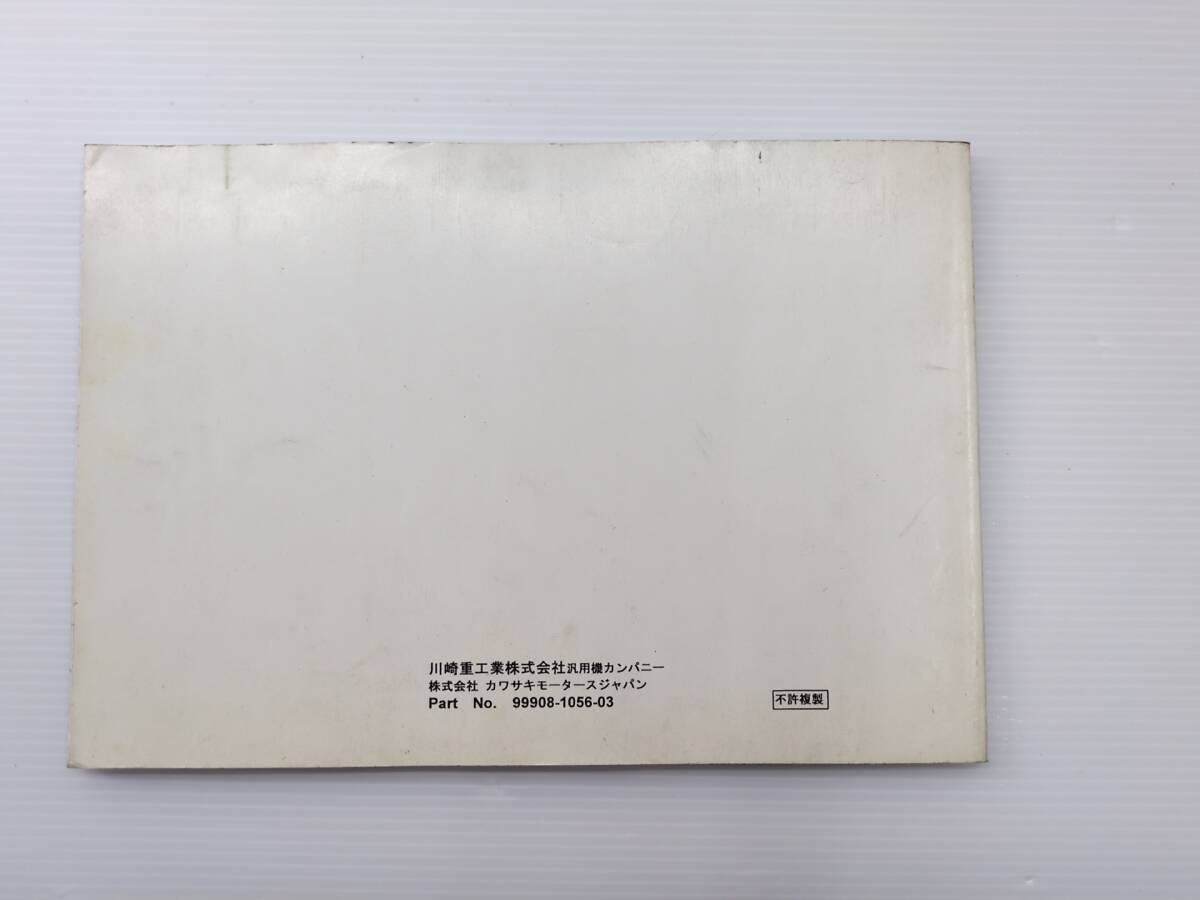 川崎重工業株式会社汎用機カンパニー
株式会社 カワサキモータースジャパン
Part No. 99908-1056-03
不許複製